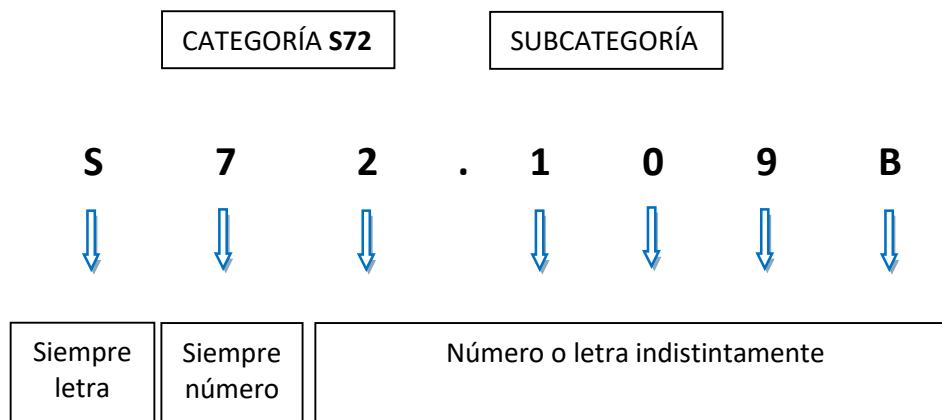 CATEGORÍA S72 SUBCATEGORÍA
S 7 2 . 1 0 9 B
Siempre letra
Siempre número
Número o letra indistintamente